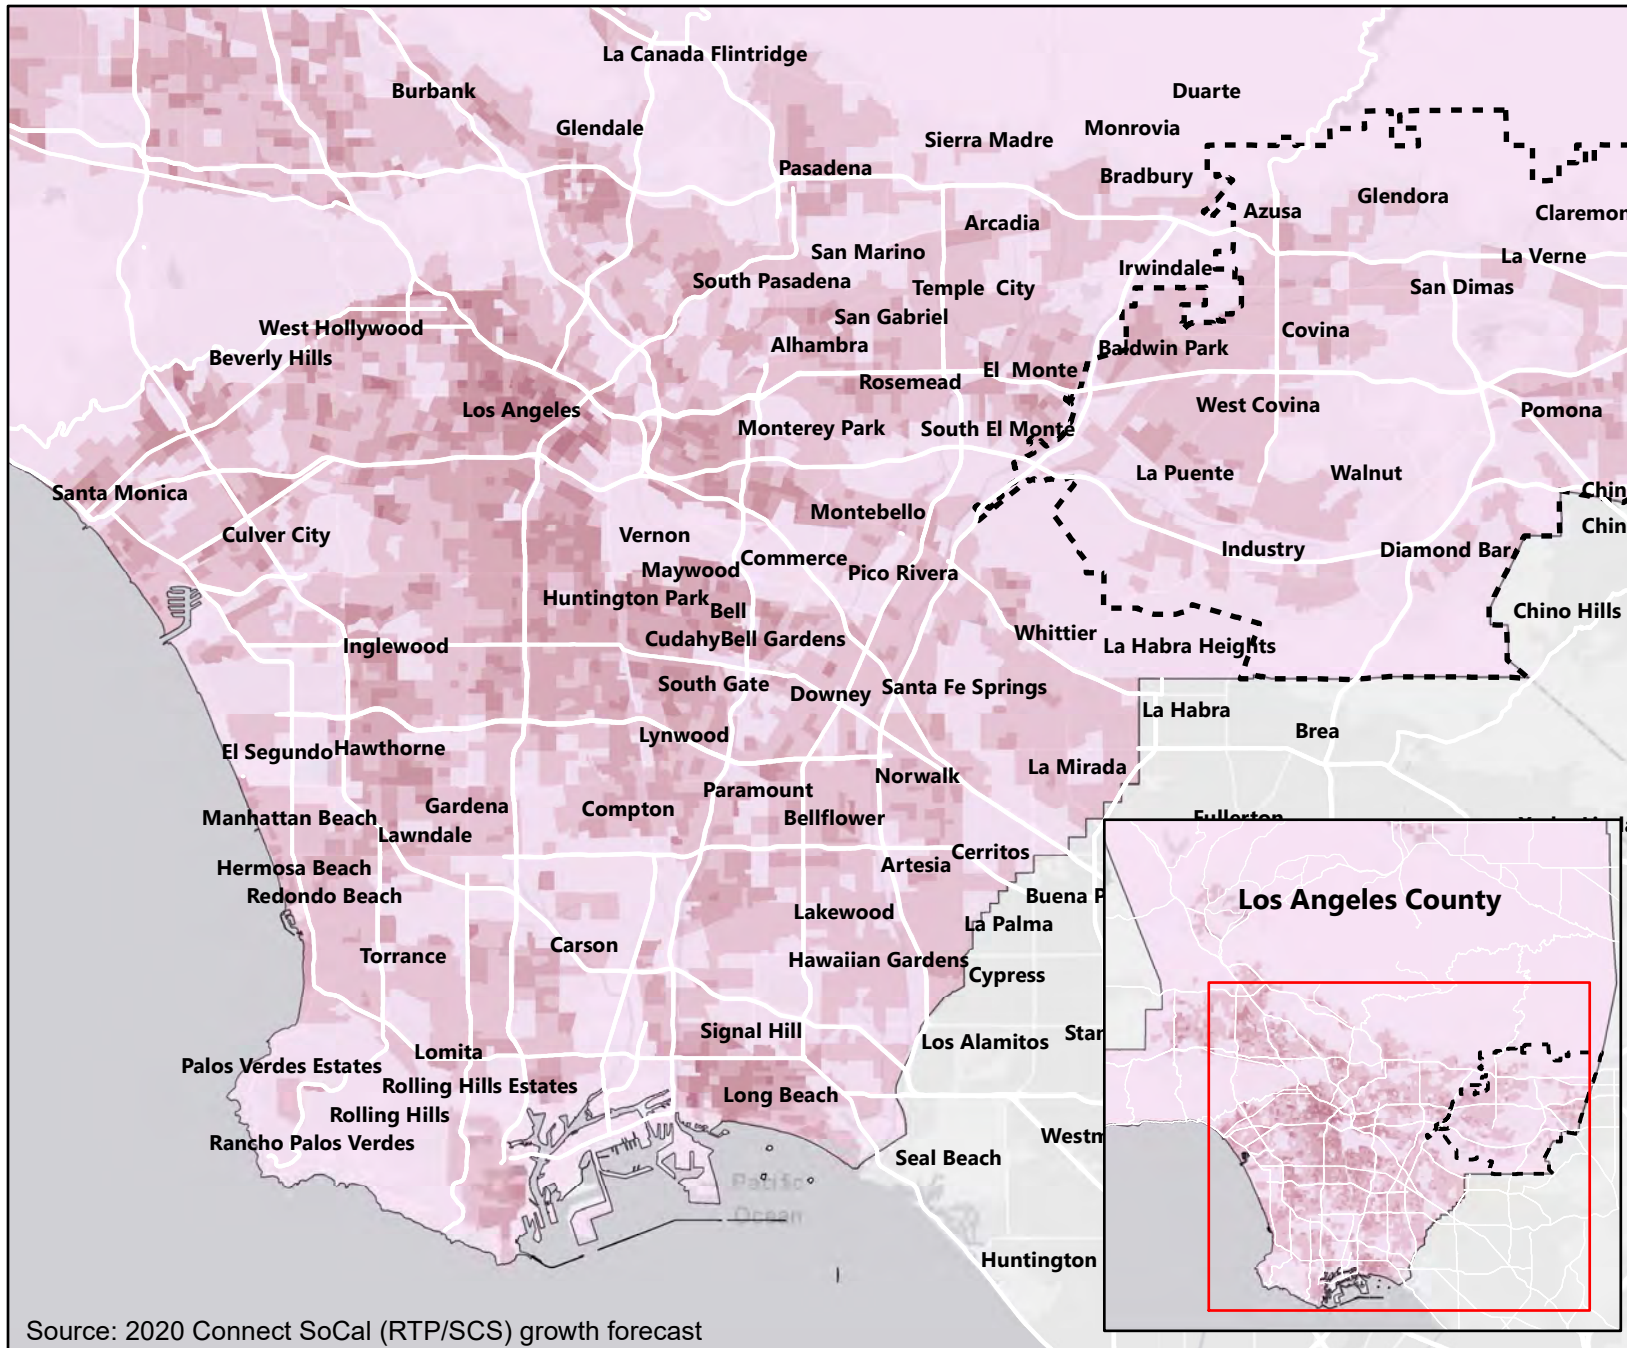 La Canada Flintridge
Burbank
Duarte
Glendale
Monrovia
Sierra Madre
Pasadena
Bradbury
Glendora
Azusa
Claremon
Arcadia
San Marino
La Verne
Irwindale
South Pasadena
Temple City
San Dimas
San Gabriel
West Hollywood
Covina
Alhambra
Baldwin Park
Beverly Hills
El Monte
Rosemead
West Covina
Los Angeles
Pomona
Monterey Park
South El Monte
La Puente
Walnut
Santa Monica
Chin
Montebello
Chin
Culver City
Vernon
Industry
Diamond Bar
Commerce
Maywood
Pico Rivera
Huntington Park
Bell
Chino Hills
Whittier
Cudahy
Bell Gardens
Inglewood
La Habra Heights
South Gate
Downey
Santa Fe Springs
La Habra
Brea
Lynwood
El Segundo
Hawthorne
La Mirada
Norwalk
Paramount
Gardena
Compton
Manhattan Beach
Bellflower
Fullerton
Lawndale
Cerritos
Artesia
Hermosa Beach
Redondo Beach
Buena P
Los Angeles County
Lakewood
La Palma
Carson
Torrance
Hawaiian Gardens
Cypress
Signal Hill
Los Alamitos
Stan
Lomita
Palos Verdes Estates
Rolling Hills Estates
Long Beach
Rolling Hills
Rancho Palos Verdes
Westm
Seal Beach
Pacific
Ocean
Huntington
Source: 2020 Connect SoCal (RTP/SCS) growth forecast